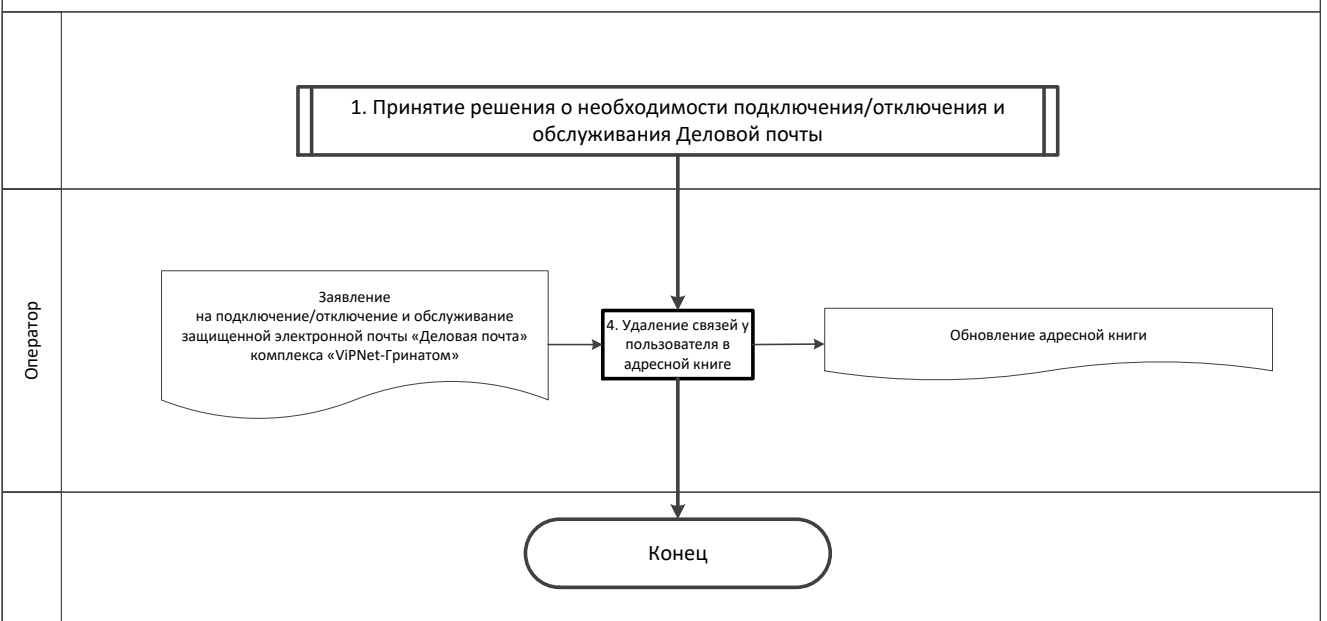 1. Принятие решения о необходимости подключения/отключения и
обслуживания Деловой почты
Оператор
Заявление
на подключение/отключение и обслуживание
защищенной электронной почты «Деловая почта»
комплекса «ViPNet-Гринатом»
4. Удаление связей у
пользователя в
адресной книге
Обновление адресной книги
Конец